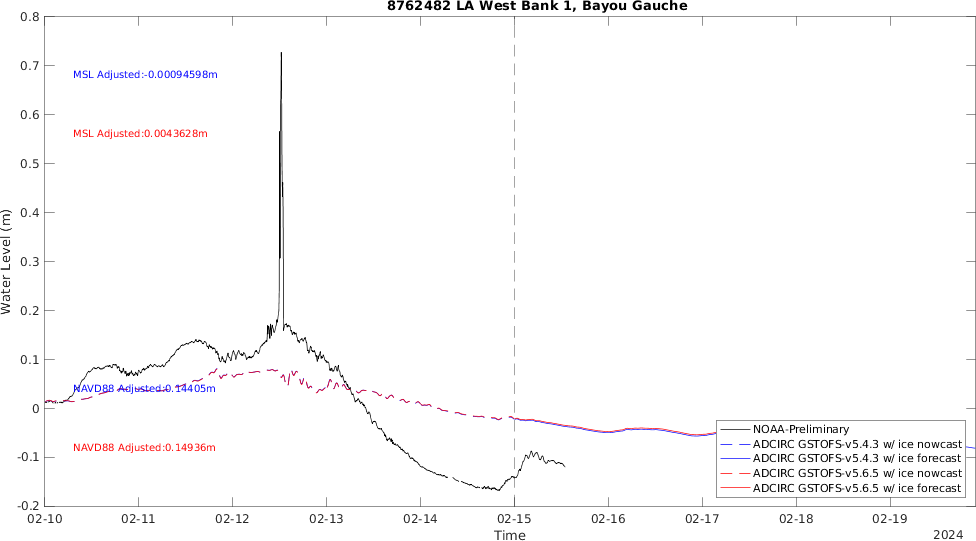 8762482 LA West Bank 1, Bayou Gauche
0.8
0.7
0.6
0.5
0.4
0.3
0.2
0.1
0
-0.1
-0.2
Water Level (m)
MSL Adjusted:-0.00094598m
MSL Adjusted:0.0043628m
NAVD88 Adjusted:0.14405m
NAVD88 Adjusted:0.14936m
NOAA-Preliminary
ADCIRC GSTOFS-v5.4.3 w/ ice nowcast
ADCIRC GSTOFS-v5.4.3 w/ ice forecast
ADCIRC GSTOFS-v5.6.5 w/ ice nowcast
ADCIRC GSTOFS-v5.6.5 w/ ice forecast
02-10 02-11 02-12 02-13 02-14 02-15 02-16 02-17 02-18 02-19
Time
2024